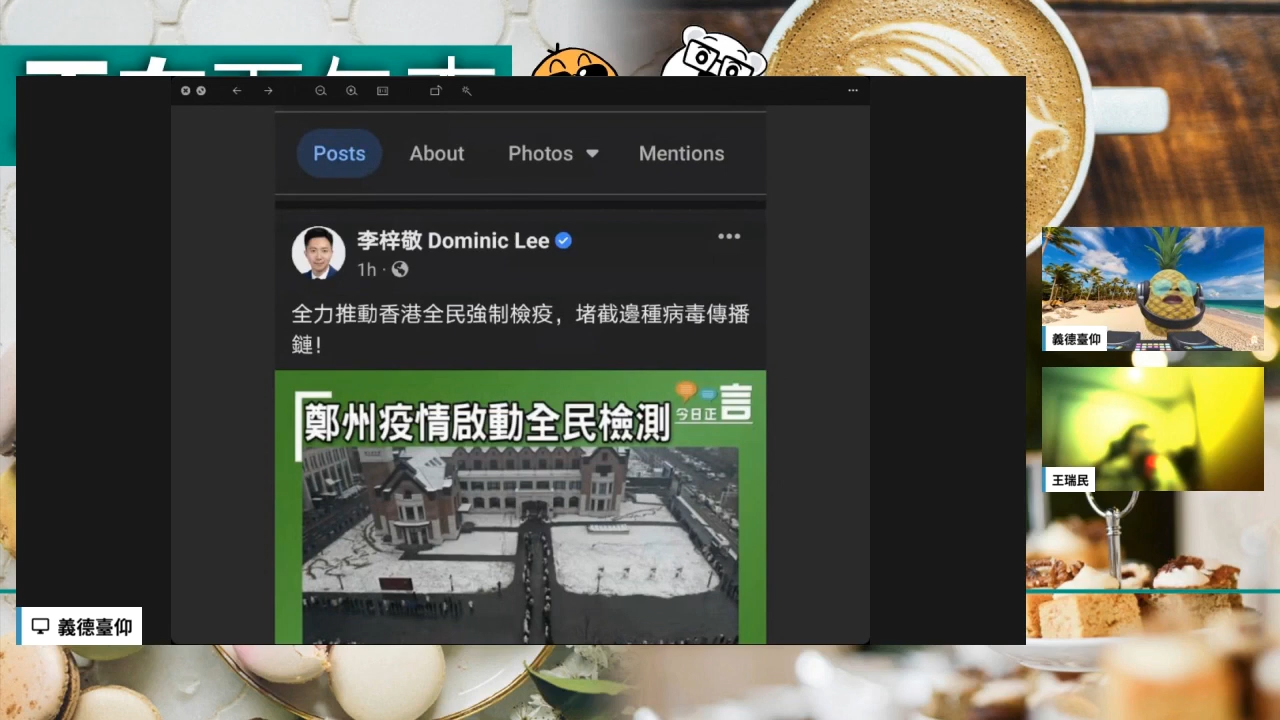 Posts
About
Photos
Mentions
李梓敬 Dominic Lee
1h
全力推動香港全民強制檢疫，堵截邊種病毒傳播
鏈！
今日正言
鄭州疫情啟動全民檢測
義德臺仰
王瑞民
義德臺仰